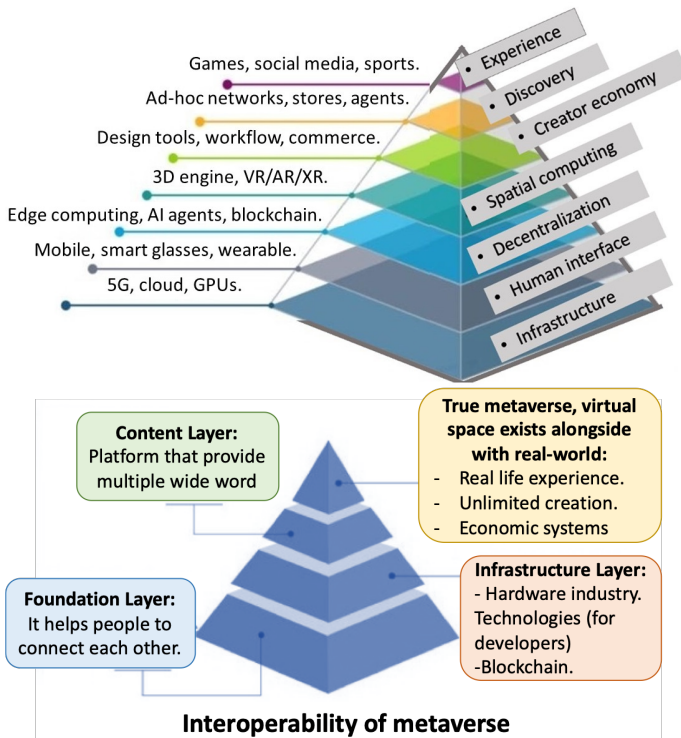 Games, social media, sports.
Ad-hoc networks, stores, agents.
Design tools, workflow, commerce.
3D engine, VR/AR/XR.
Edge computing, AI agents, blockchain.
Mobile, smart glasses, wearable.
5G, cloud, GPUs.
• Experience
• Discovery
• Creator economy
• Spatial computing
• Decentralization
• Human interface
• Infrastructure
Content Layer:
Platform that provide
multiple wide word
True metaverse, virtual
space exists alongside
with real-world:
- Real life experience.
- Unlimited creation.
- Economic systems
Foundation Layer:
It helps people to
connect each other.
Infrastructure Layer:
- Hardware industry.
Technologies (for
developers)
-Blockchain.
Interoperability of metaverse